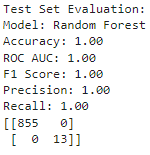 Test Set Evaluation:
Model: Random Forest
Accuracy: 1.00
ROC AUC: 1.00
F1 Score: 1.00
Precision: 1.00
Recall: 1.00
[[855   0]
 [  0  13]]